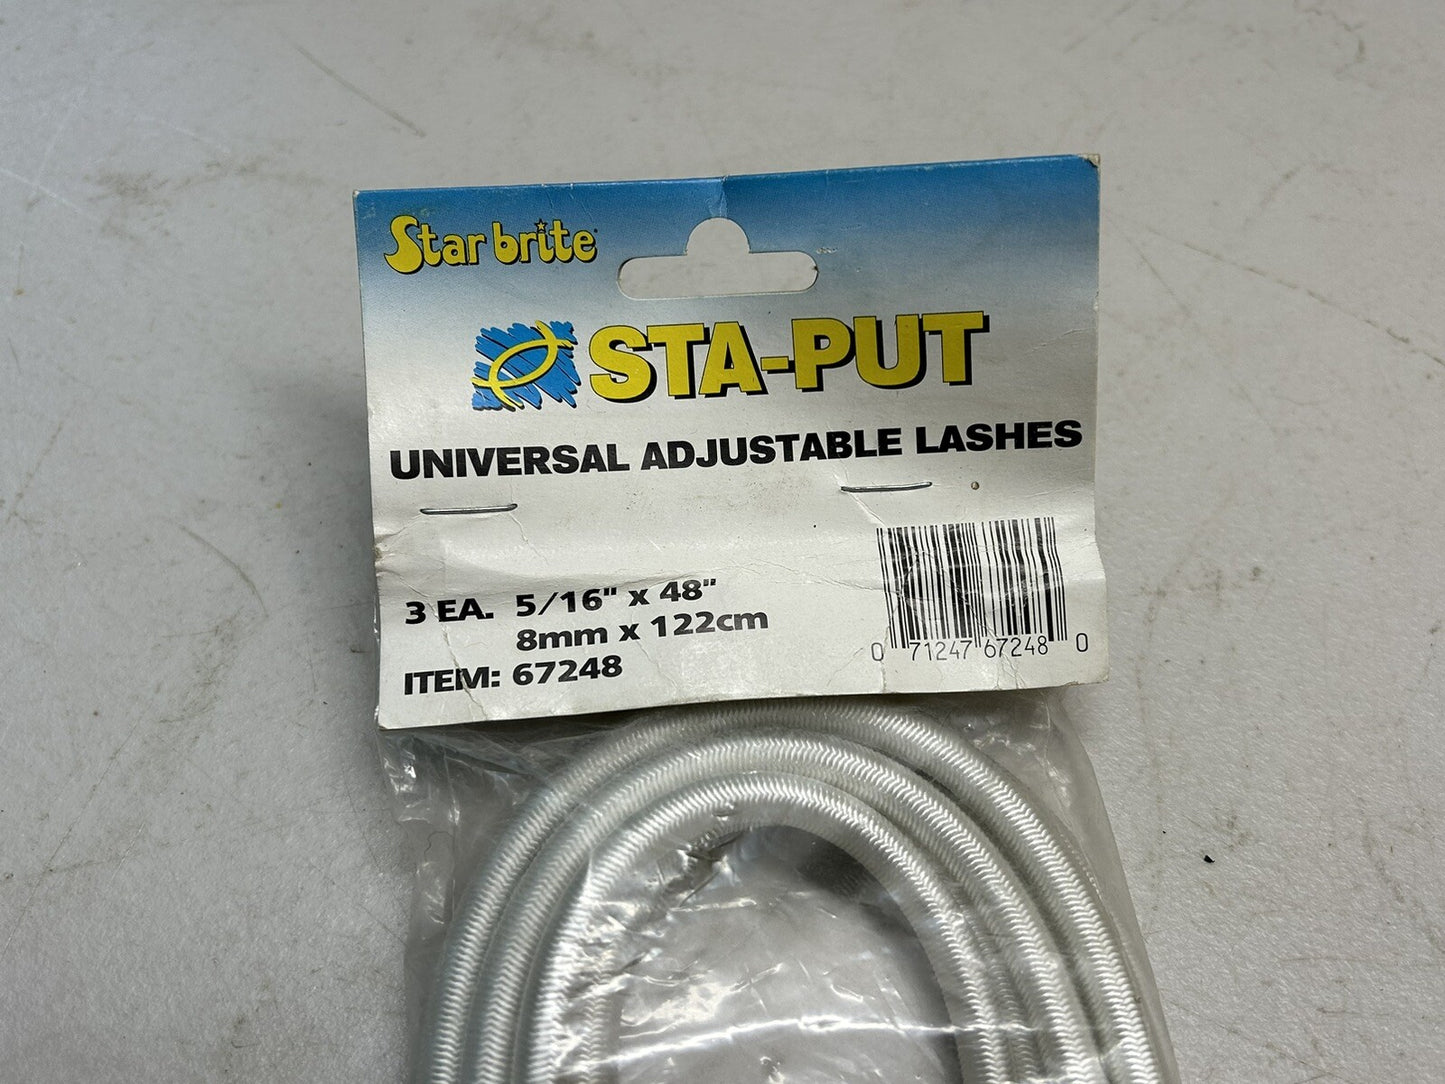 Star brite
STA-PUT
UNIVERSAL ADJUSTABLE LASHES
3 EA. 5/16" x 48"
8mm x 122cm
ITEM: 67248
0 71247 67248 0